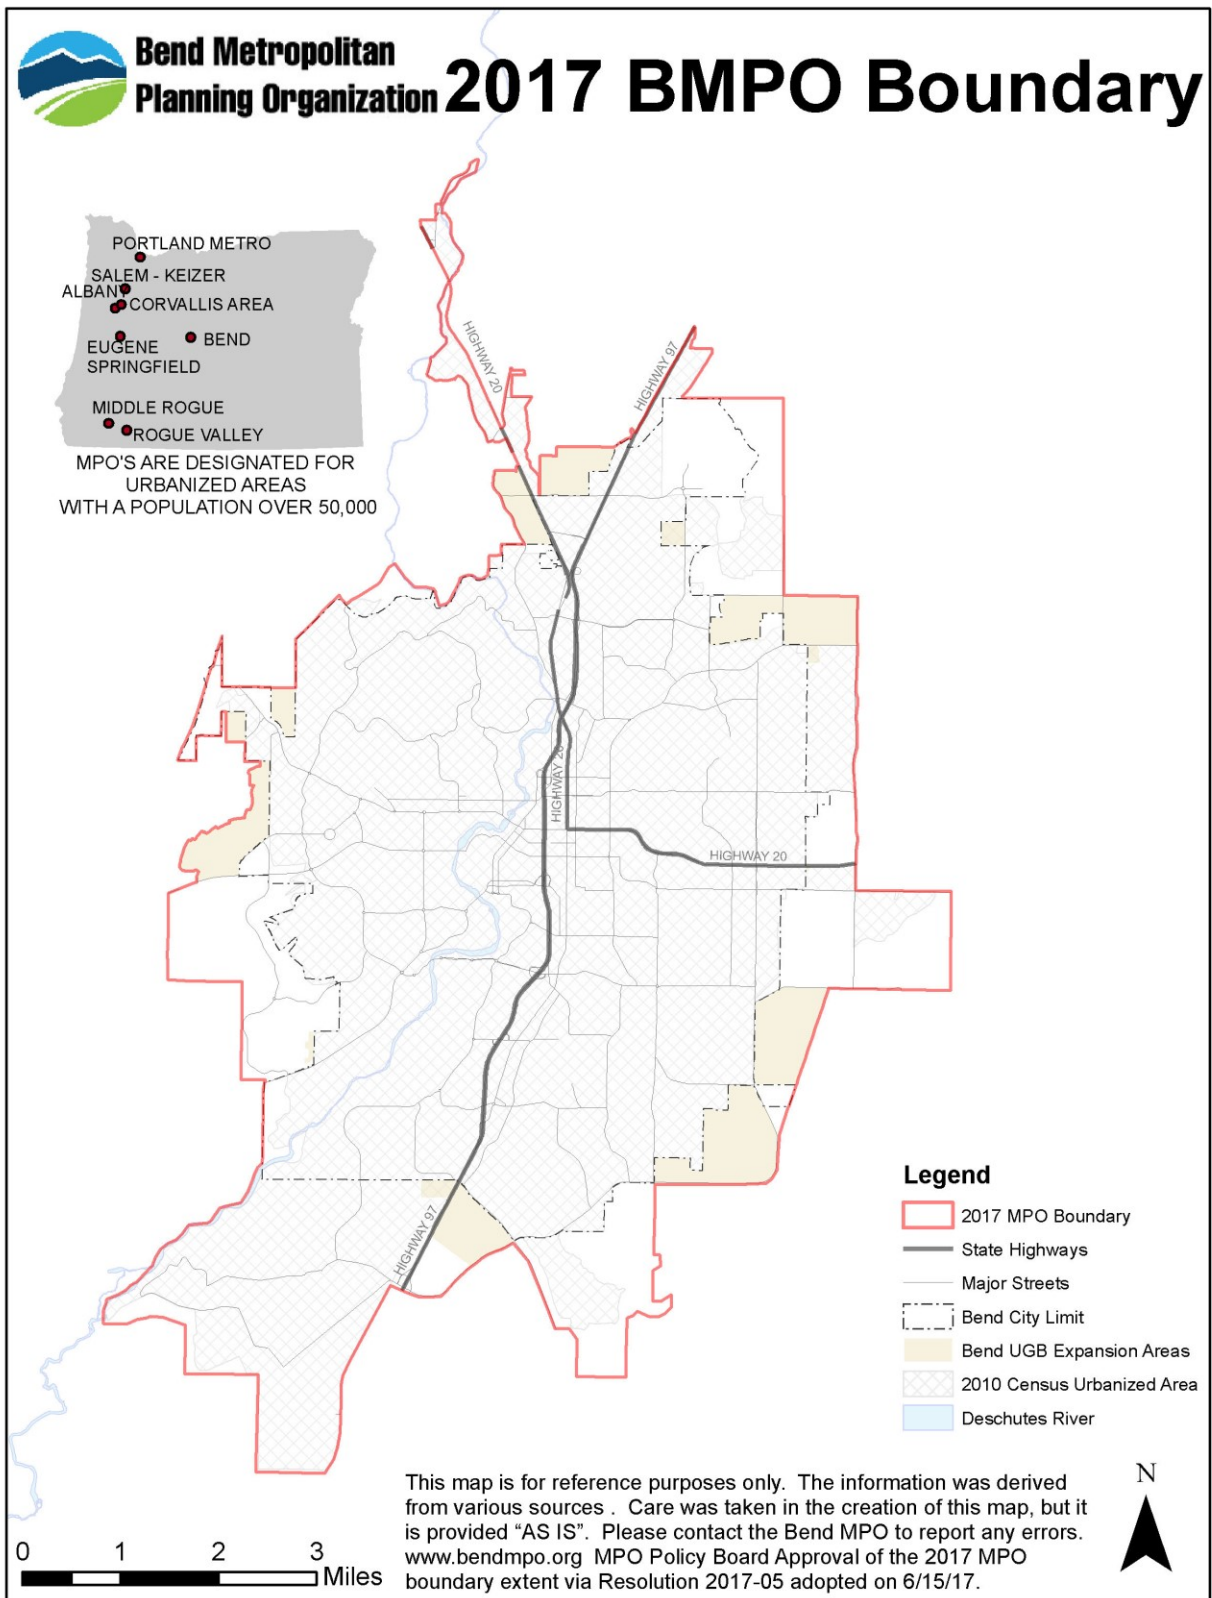 Bend Metropolitan
Planning Organization
2017 BMPO Boundary
PORTLAND METRO
SALEM - KEIZER
ALBANY
CORVALLIS AREA
BEND
EUGENE
SPRINGFIELD
MIDDLE ROGUE
ROGUE VALLEY
MPO'S ARE DESIGNATED FOR
URBANIZED AREAS
WITH A POPULATION OVER 50,000
HIGHWAY 20
HIGHWAY 97
HIGHWAY 20
HIGHWAY 20
HIGHWAY 97
Legend
2017 MPO Boundary
State Highways
Major Streets
Bend City Limit
Bend UGB Expansion Areas
2010 Census Urbanized Area
Deschutes River
This map is for reference purposes only.  The information was derived
from various sources .  Care was taken in the creation of this map, but it
is provided “AS IS”.  Please contact the Bend MPO to report any errors.
www.bendmpo.org  MPO Policy Board Approval of the 2017 MPO
boundary extent via Resolution 2017-05 adopted on 6/15/17.
N
0 1 2 3
Miles